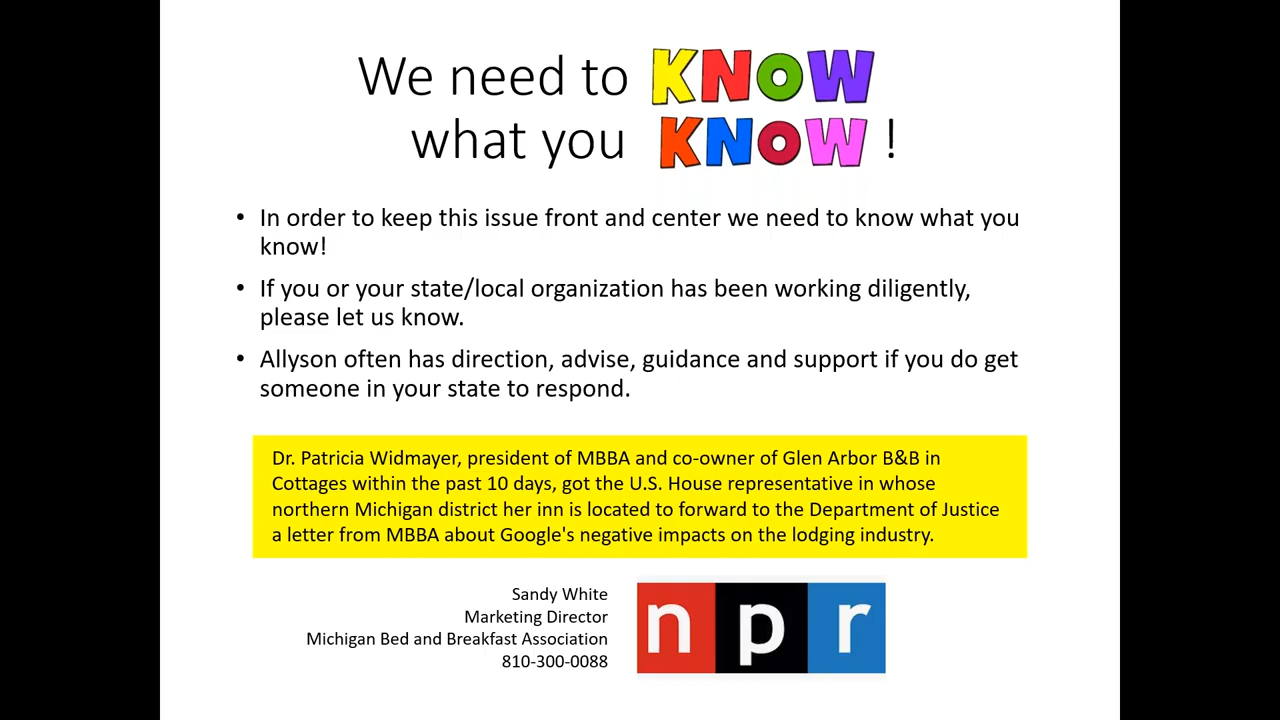 We need to KNOW
what you KNOW !
• In order to keep this issue front and center we need to know what you
know!
• If you or your state/local organization has been working diligently,
please let us know.
• Allyson often has direction, advise, guidance and support if you do get
someone in your state to respond.
Dr. Patricia Widmayer, president of MBBA and co-owner of Glen Arbor B&B in
Cottages within the past 10 days, got the U.S. House representative in whose
northern Michigan district her inn is located to forward to the Department of Justice
a letter from MBBA about Google's negative impacts on the lodging industry.
Sandy White
Marketing Director
Michigan Bed and Breakfast Association
810-300-0088
npr